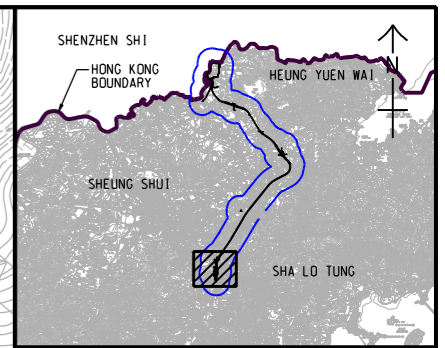 SHENZHEN SHI
HONG KONG
BOUNDARY
HEUNG YUEN WAI
N
SHEUNG SHUI
SHA LO TUNG